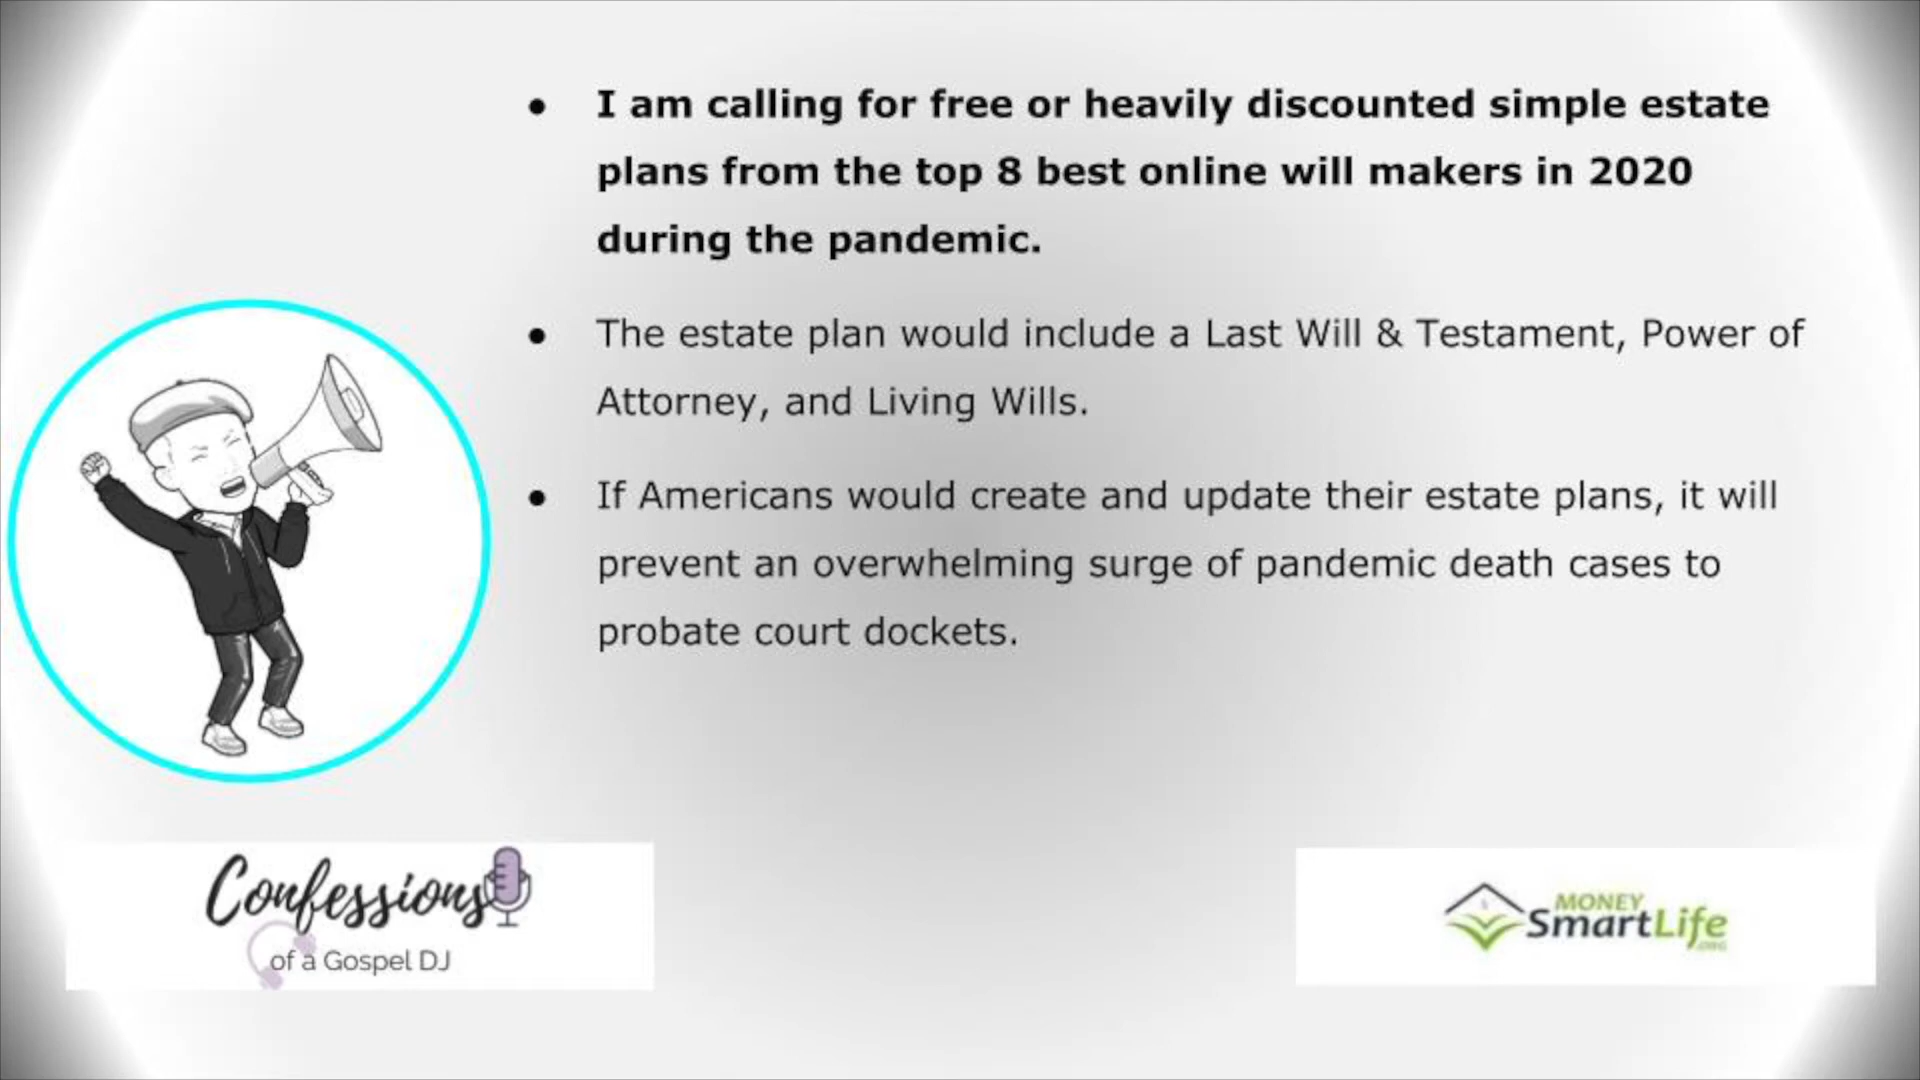 I am calling for free or heavily discounted simple estate
plans from the top 8 best online will makers in 2020
during the pandemic.
The estate plan would include a Last Will & Testament, Power of
Attorney, and Living Wills.
If Americans would create and update their estate plans, it will
prevent an overwhelming surge of pandemic death cases to
probate court dockets.
Confessions
of a Gospel DJ
MONEY
SmartLife
.ORG